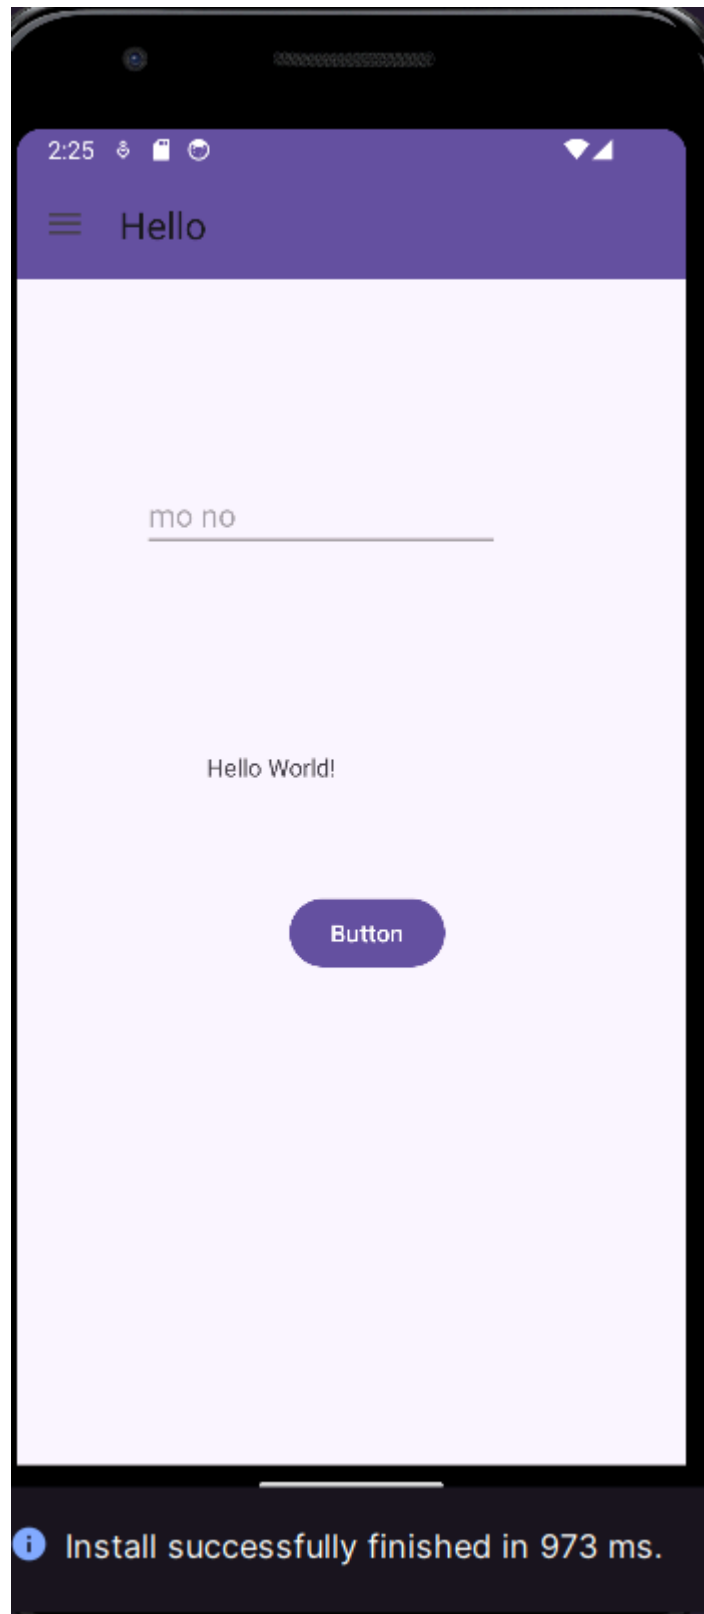 2:25
Hello
mo no
Hello World!
Button
Install successfully finished in 973 ms.